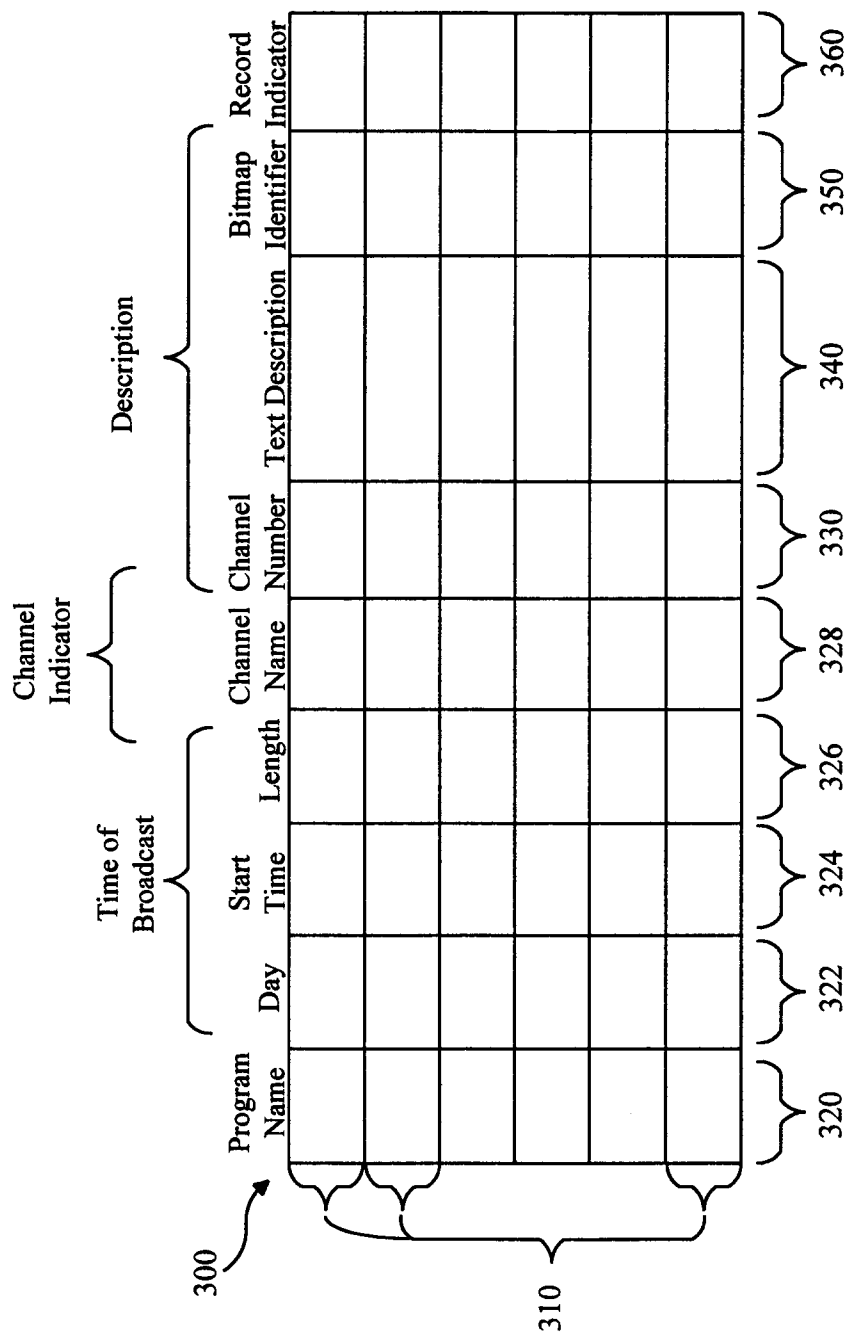 Channel
Indicator
Time of
Broadcast
Description
Program
Name
Day
Start
Time
Length
Channel
Name
Channel
Number
Text Description
Bitmap
Identifier
Record
Indicator
300
310
320
322
324
326
328
330
340
350
360